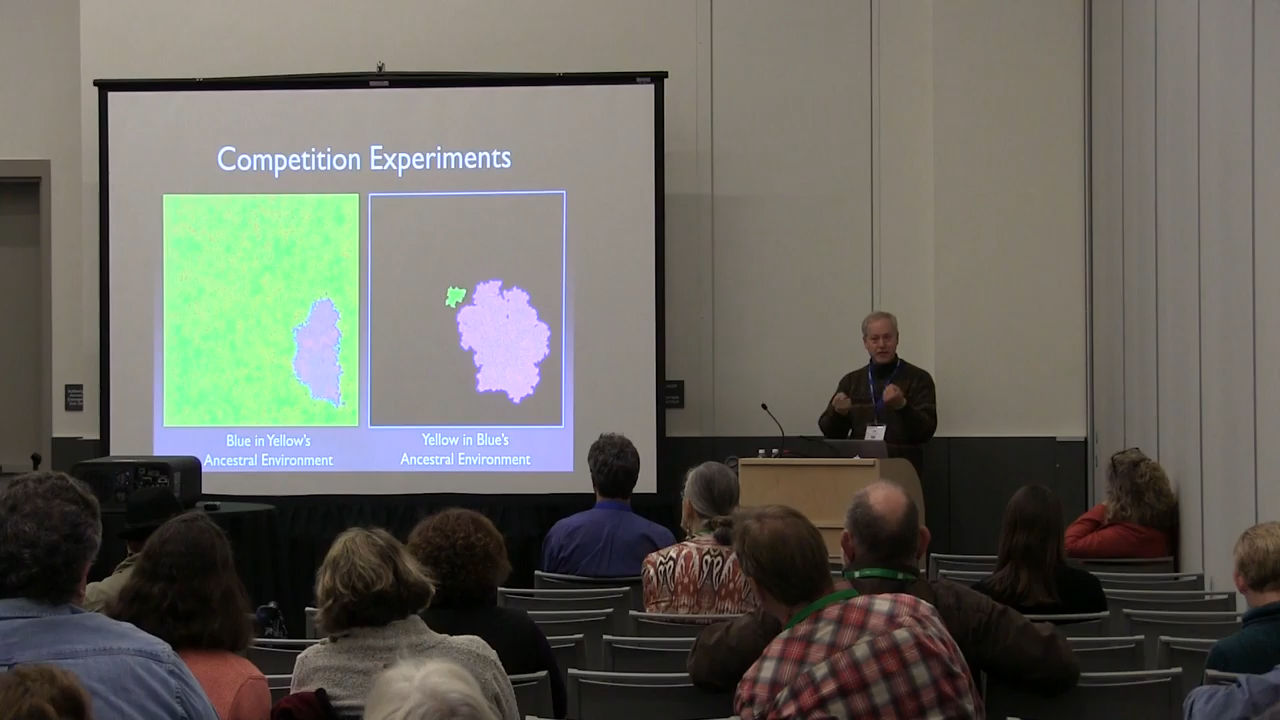 Competition Experiments
Blue in Yellow's
Ancestral Environment
Yellow in Blue's
Ancestral Environment